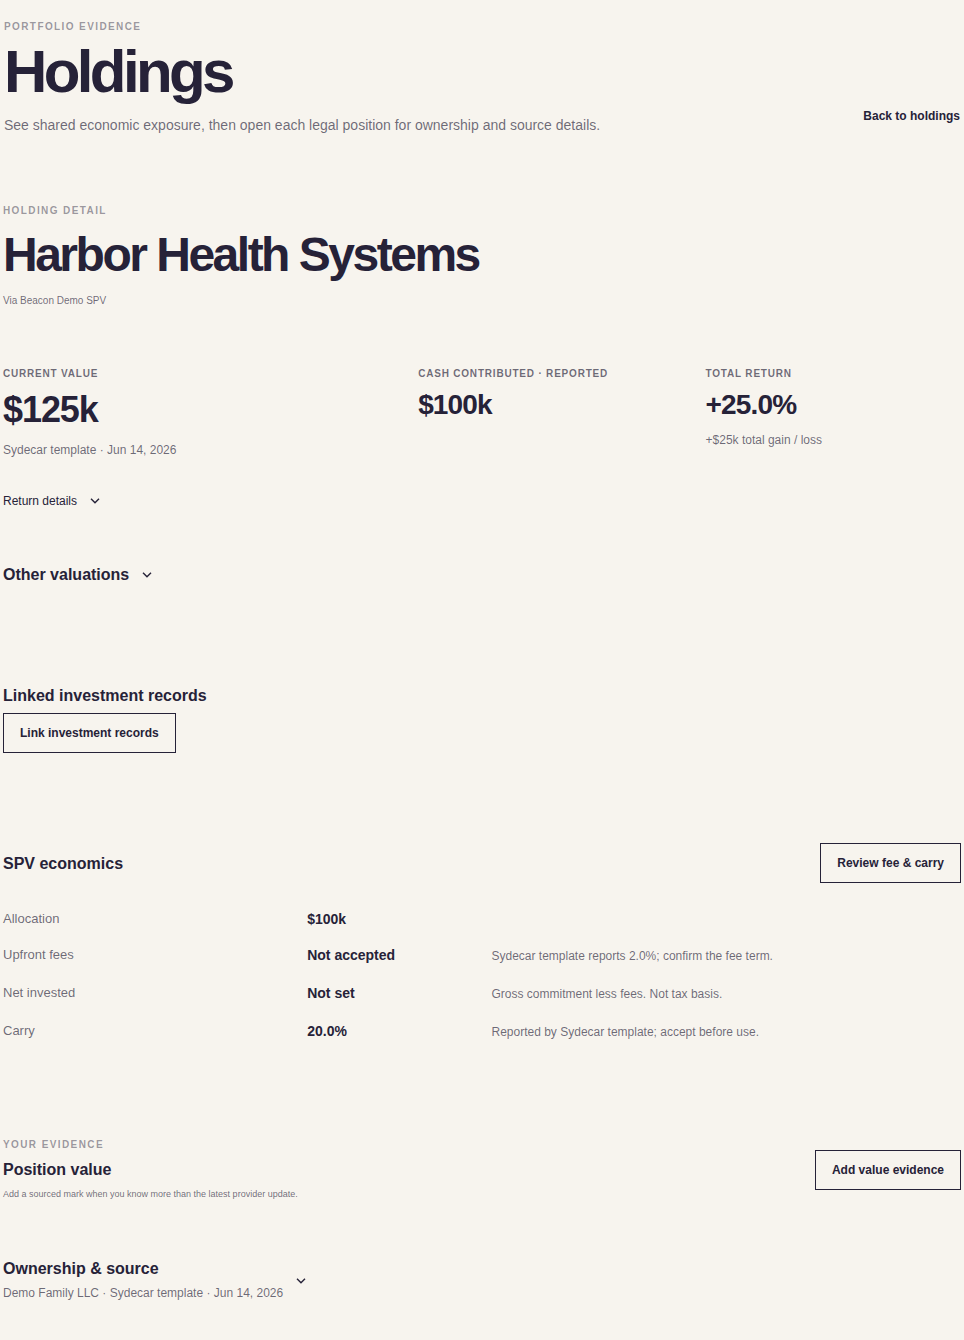 PORTFOLIO EVIDENCE
Holdings
See shared economic exposure, then open each legal position for ownership and source details.
Back to holdings
HOLDING DETAIL
Harbor Health Systems
Via Beacon Demo SPV
CURRENT VALUE
$125k
Sydecar template · Jun 14, 2026
CASH CONTRIBUTED · REPORTED
$100k
TOTAL RETURN
+25.0%
+$25k total gain / loss
Return details
Other valuations
Linked investment records
Link investment records
SPV economics
Review fee & carry
Allocation $100k
Upfront fees Not accepted Sydecar template reports 2.0%; confirm the fee term.
Net invested Not set Gross commitment less fees. Not tax basis.
Carry 20.0% Reported by Sydecar template; accept before use.
YOUR EVIDENCE
Position value
Add a sourced mark when you know more than the latest provider update.
Add value evidence
Ownership & source
Demo Family LLC · Sydecar template · Jun 14, 2026